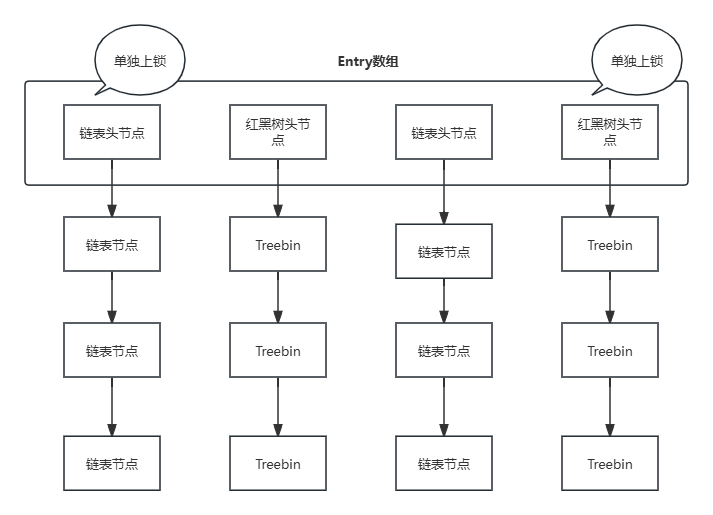 单独上锁
Entry数组
单独上锁
链表头节点
红黑树头节
点
链表头节点
红黑树头节
点
链表节点
Treebin
链表节点
Treebin
链表节点
Treebin
链表节点
Treebin
链表节点
Treebin
链表节点
Treebin